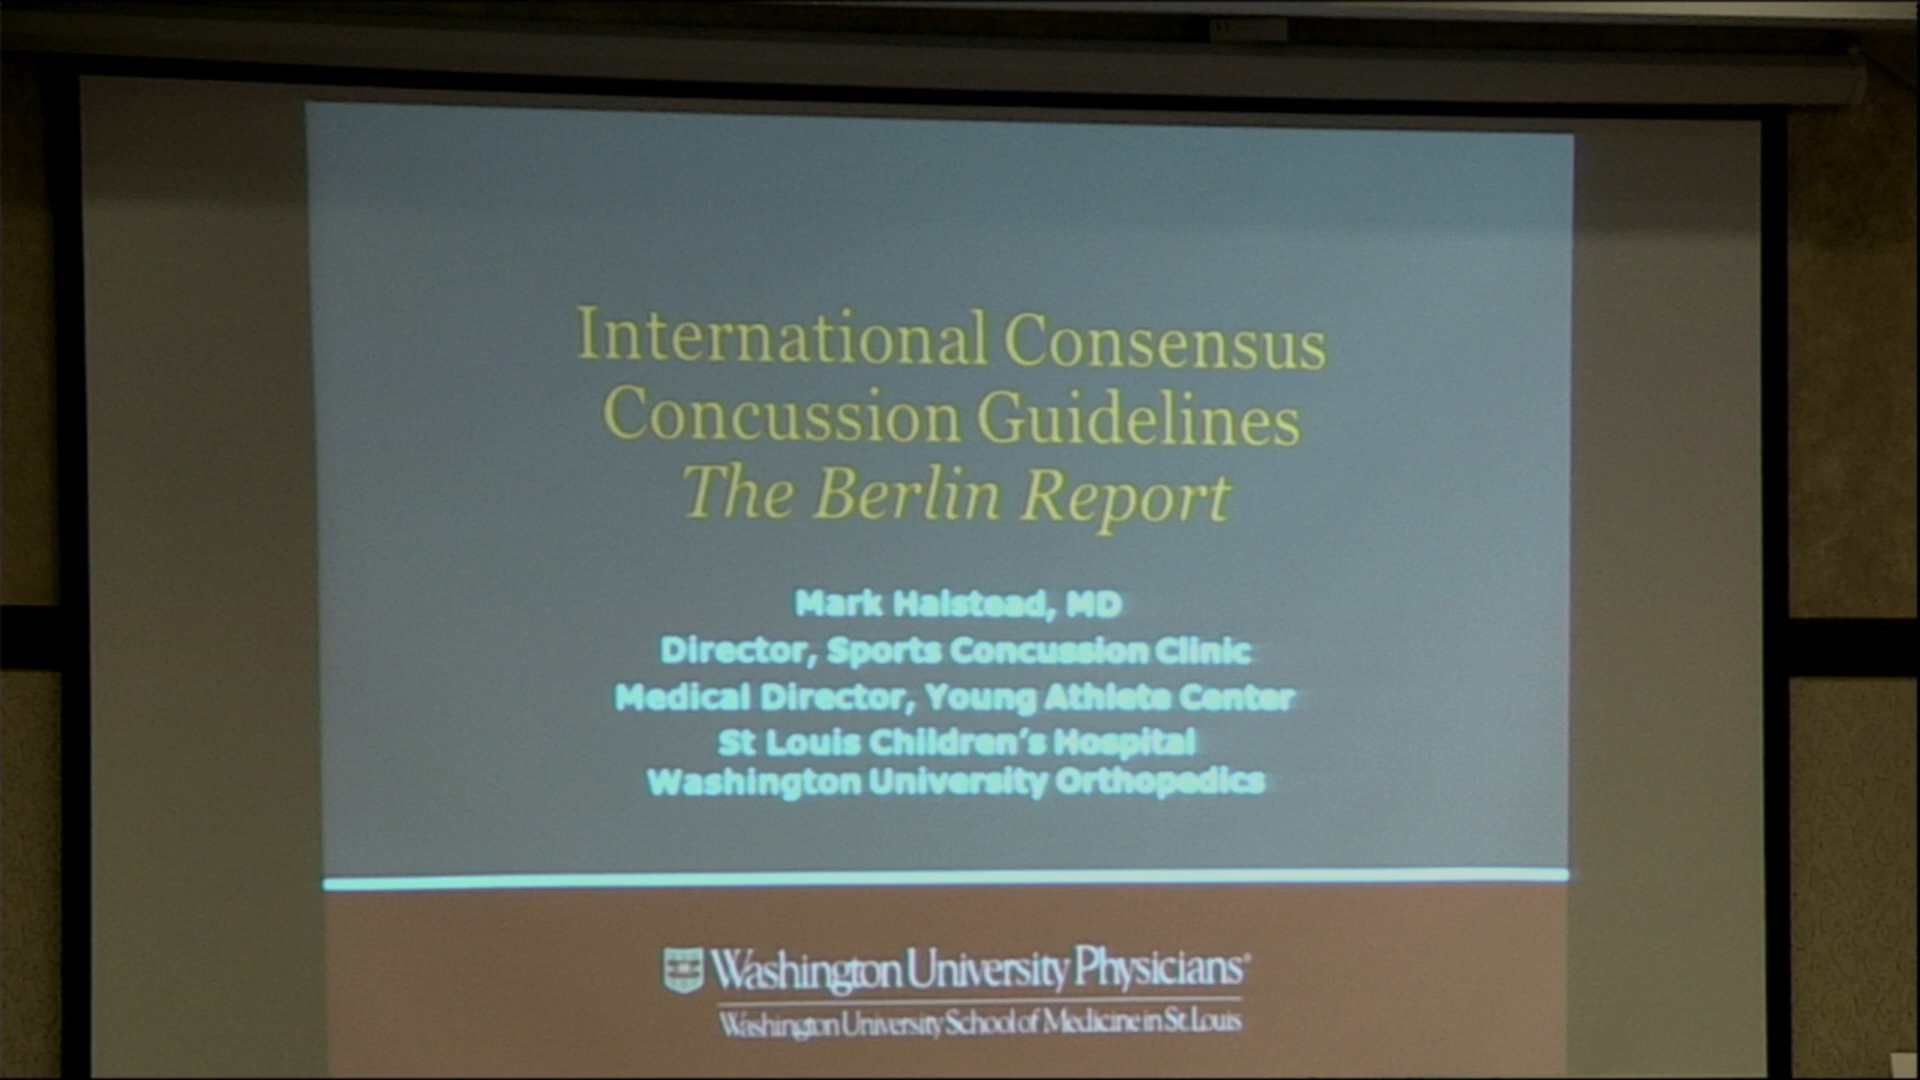 International Consensus
Concussion Guidelines
The Berlin Report
Mark Halstead, MD
Director, Sports Concussion Clinic
Medical Director, Young Athlete Center
St Louis Children's Hospital
Washington University Orthopedics
Washington University Physicians®
Washington University School of Medicine in St. Louis